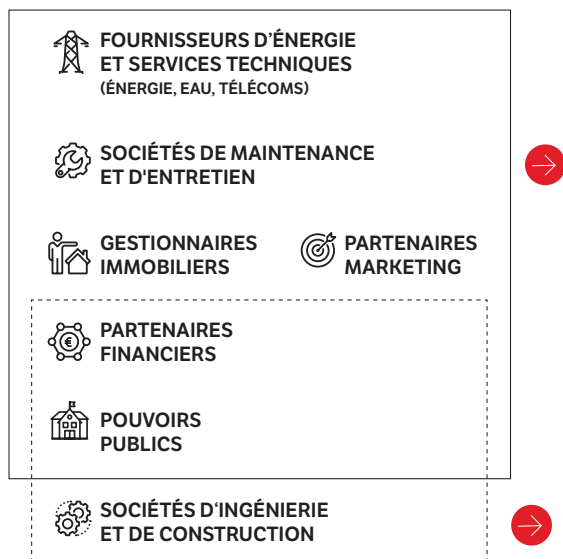 FOURNISSEURS D’ÉNERGIE
ET SERVICES TECHNIQUES
(ÉNERGIE, EAU, TÉLÉCOMS)
SOCIÉTÉS DE MAINTENANCE
ET D'ENTRETIEN
GESTIONNAIRES
IMMOBILIERS
PARTENAIRES
MARKETING
€
PARTENAIRES
FINANCIERS
POUVOIRS
PUBLICS
SOCIÉTÉS D‘INGÉNIERIE
ET DE CONSTRUCTION